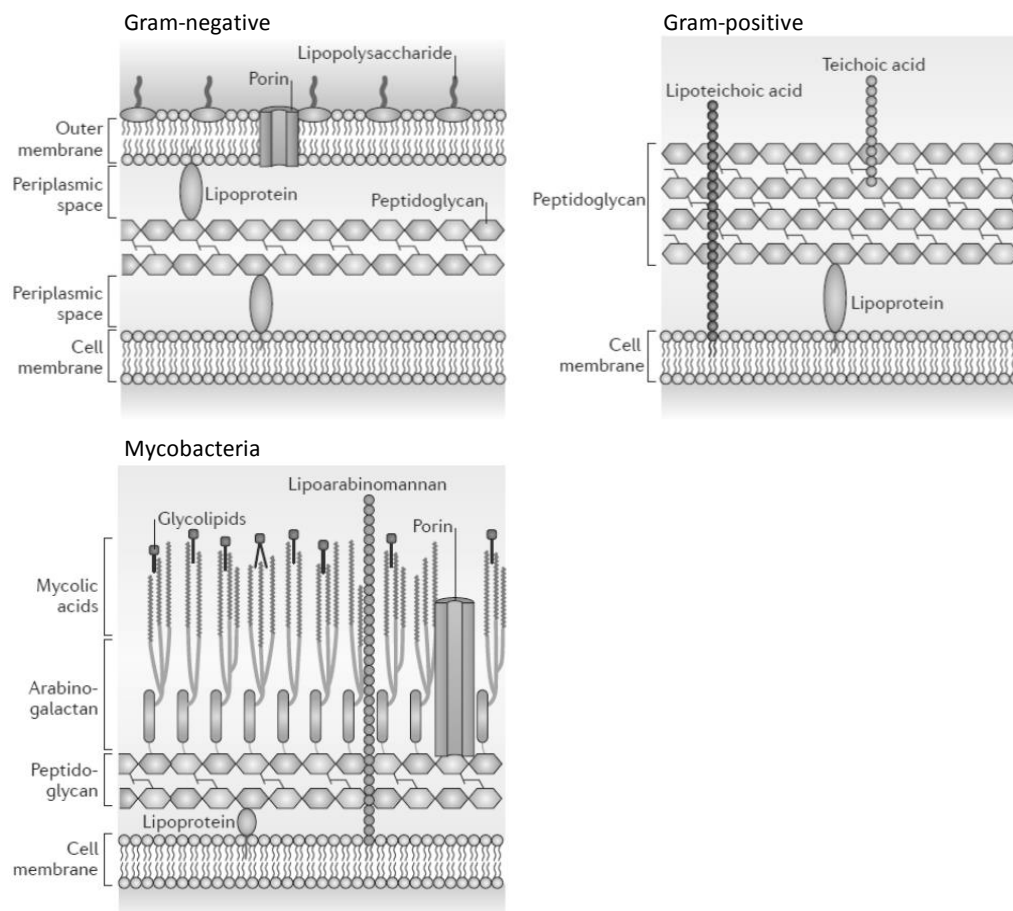 Gram-negative
Lipopolysaccharide
Porin
Outer
membrane
Periplasmic
space
Lipoprotein
Peptidoglycan
Periplasmic
space
Cell
membrane
Gram-positive
Teichoic acid
Lipoteichoic acid
Peptidoglycan
Lipoprotein
Cell
membrane
Mycobacteria
Lipoarabinomannan
Glycolipids
Porin
Mycolic
acids
Arabino-
galactan
Peptido-
glycan
Lipoprotein
Cell
membrane